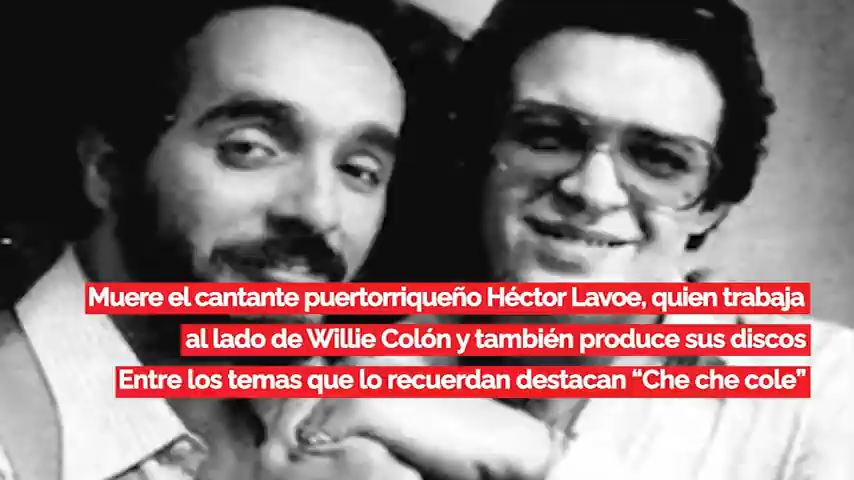 Muere el cantante puertorriqueño Héctor Lavoe, quien trabaja
al lado de Willie Colón y también produce sus discos
Entre los temas que lo recuerdan destacan “Che che cole”